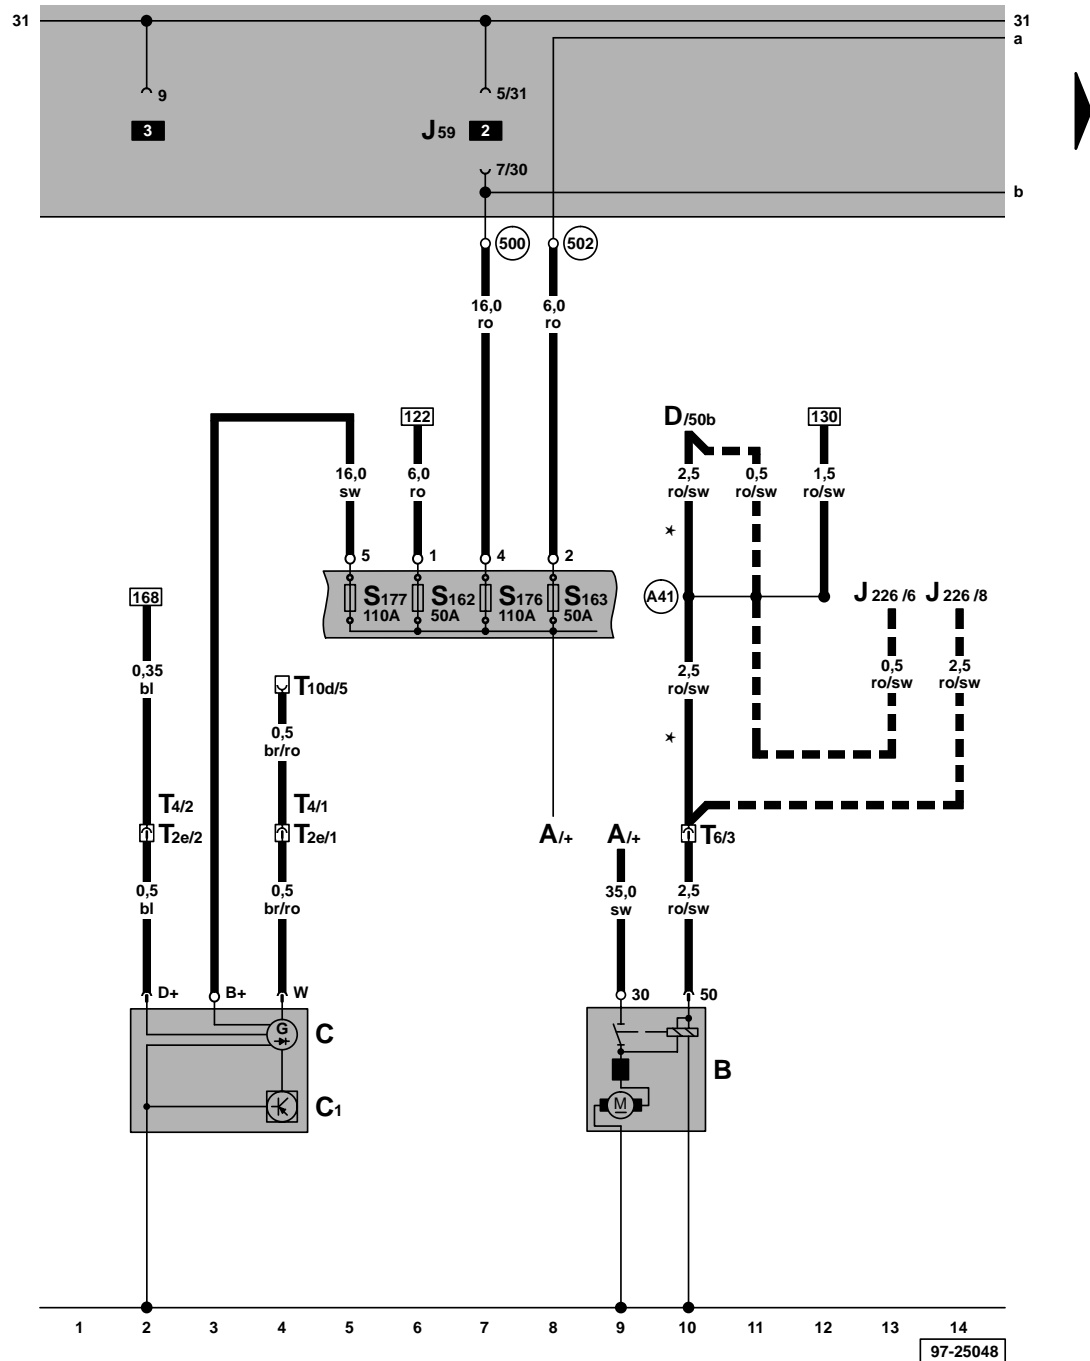 31 31
a
9 5/31
3 J59 2
7/30
b
500 502
16,0
ro
6,0
ro
122 D/50b 130
16,0
sw
6,0
ro
2,5
ro/sw
0,5
ro/sw
1,5
ro/sw
*
5 1 4 2
S177
110A
S162
50A
S176
110A
S163
50A
A41
J226/6 J226/8
168
0,35
bl
T10d/5
2,5
ro/sw
0,5
ro/sw
2,5
ro/sw
0,5
br/ro
*
T4/2
T2e/2
T4/1
T2e/1
A/+ A/+ T6/3
0,5
bl
0,5
br/ro
35,0
sw
2,5
ro/sw
D+ B+ W 30 50
G
C
B
C1
M
1 2 3 4 5 6 7 8 9 10 11 12 13 14
97-25048